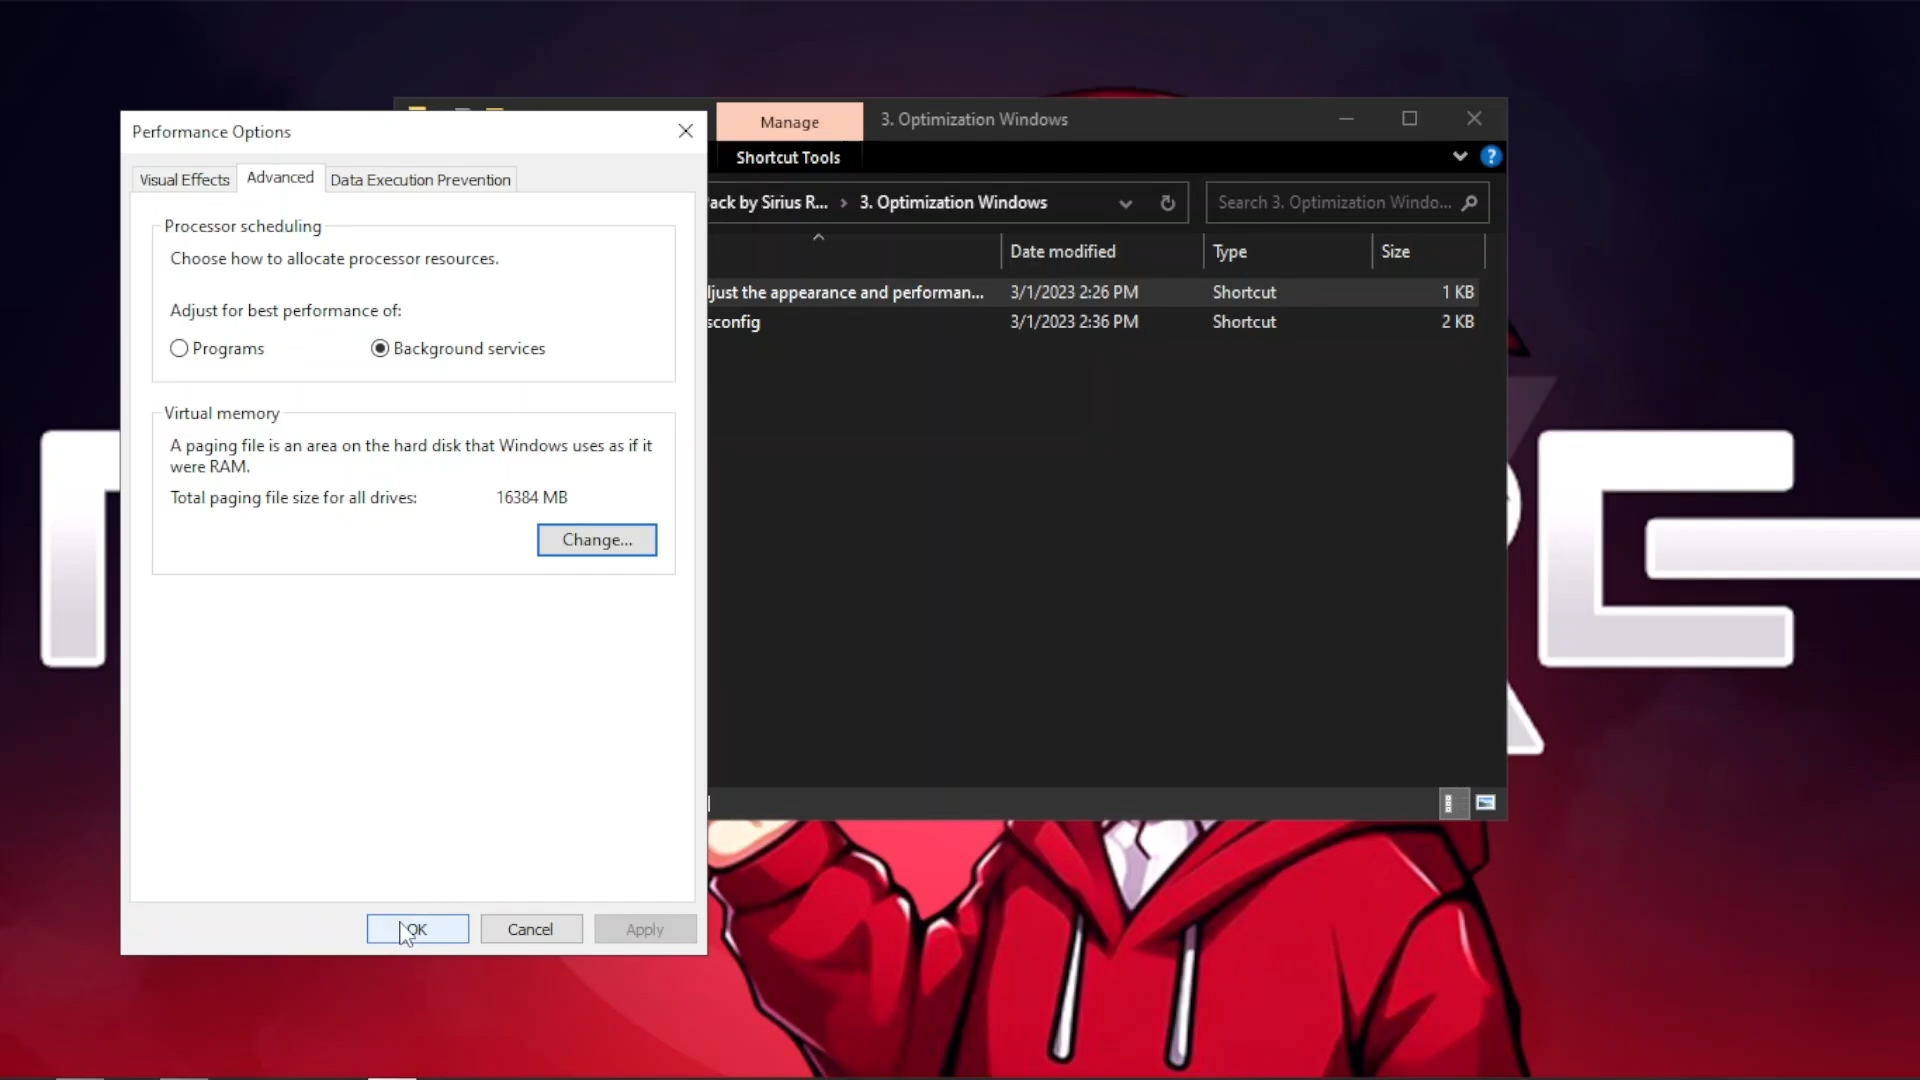 Performance Options
Visual Effects
Advanced
Data Execution Prevention
Processor scheduling
Choose how to allocate processor resources.
Adjust for best performance of:
Programs
Background services
Virtual memory
A paging file is an area on the hard disk that Windows uses as if it
were RAM.
Total paging file size for all drives:
16384 MB
Change...
OK
Cancel
Apply
Manage
3. Optimization Windows
Shortcut Tools
?
ack by Sirius R... › 3. Optimization Windows
Search 3. Optimization Windo...
Date modified
Type
Size
just the appearance and performan...
3/1/2023 2:26 PM
Shortcut
1 KB
sconfig
3/1/2023 2:36 PM
Shortcut
2 KB